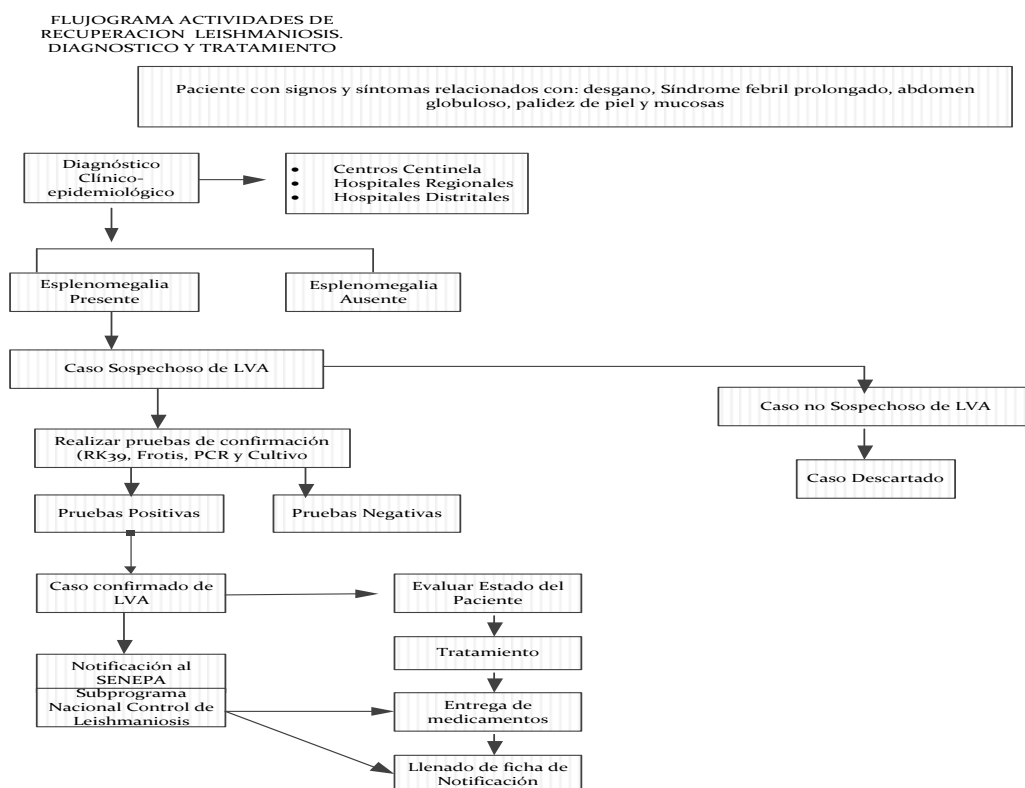 FLUJOGRAMA ACTIVIDADES DE
RECUPERACION LEISHMANIOSIS.
DIAGNOSTICO Y TRATAMIENTO
Paciente con signos y síntomas relacionados con: desgano, Síndrome febril prolongado, abdomen
globuloso, palidez de piel y mucosas
Diagnóstico
Clínico-
epidemiológico
• Centros Centinela
• Hospitales Regionales
• Hospitales Distritales
Esplenomegalia
Presente
Esplenomegalia
Ausente
Caso Sospechoso de LVA
Caso no Sospechoso de LVA
Realizar pruebas de confirmación
(RK39, Frotis, PCR y Cultivo
Caso Descartado
Pruebas Positivas
Pruebas Negativas
Caso confirmado de
LVA
Evaluar Estado del
Paciente
Tratamiento
Notificación al
SENEPA
Subprograma
Nacional Control de
Leishmaniosis
Entrega de
medicamentos
Llenado de ficha de
Notificación